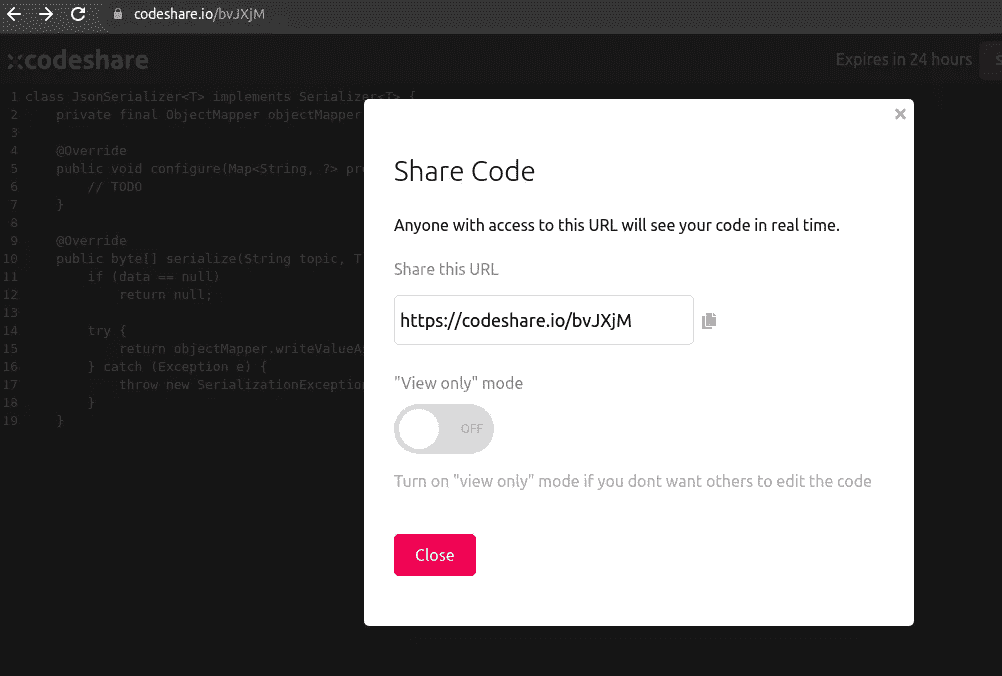 codeshare.io/bvJXjM
::codeshare
Expires in 24 hours
1 class JsonSerializer<T> implements Serializer<T> {
2 private final ObjectMapper objectMapper
3
4 @Override
5 public void configure(Map<String, ?> pr
6 // TODO
7 }
8
9 @Override
10 public byte[] serialize(String topic, T
11 if (data == null)
12 return null;
13
14 try {
15 return objectMapper.writeValueA
16 } catch (Exception e) {
17 throw new SerializationException
18 }
19 }
×
Share Code
Anyone with access to this URL will see your code in real time.
Share this URL
https://codeshare.io/bvJXjM
"View only" mode
OFF
Turn on "view only" mode if you dont want others to edit the code
Close